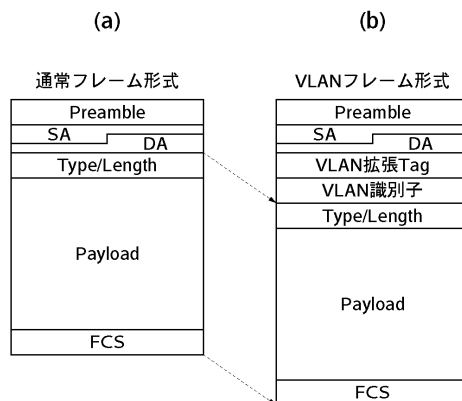 (a)
通常フレーム形式
Preamble
SA
DA
Type/Length
Payload
FCS
(b)
VLANフレーム形式
Preamble
SA
DA
VLAN拡張Tag
VLAN識別子
Type/Length
Payload
FCS